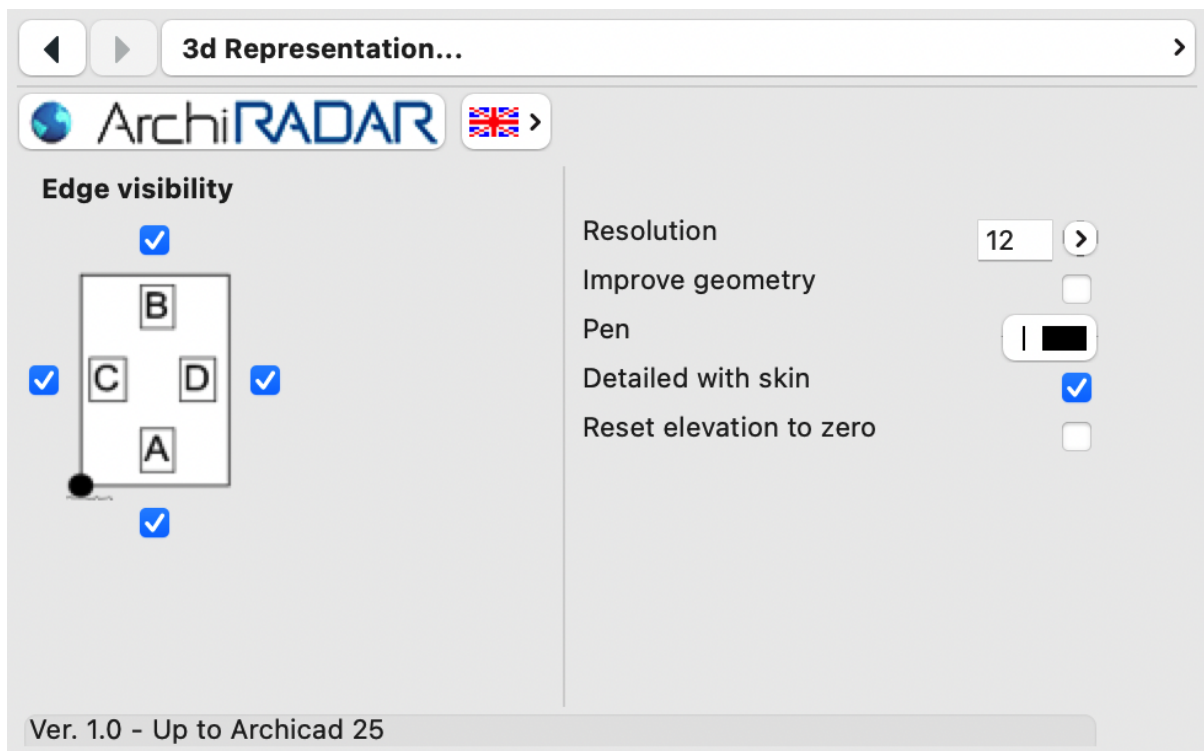 3d Representation...
ArchiRADAR
Edge visibility
B
C D
A
Resolution 12
Improve geometry
Pen
Detailed with skin
Reset elevation to zero
Ver. 1.0 - Up to Archicad 25